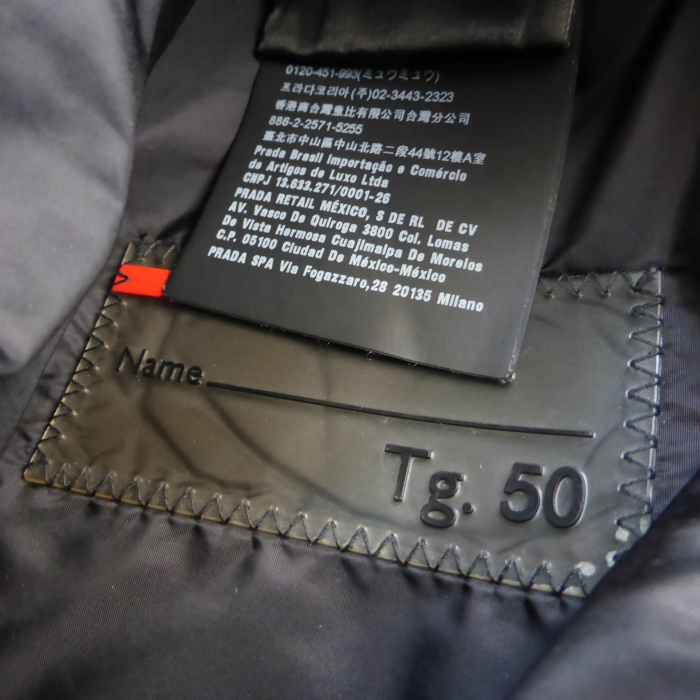 0120-451-993(ミュウミュウ)
프라다코리아(주)02-3443-2323
香港商台灣意比有限公司台灣分公司
886-2-2571-5255
臺北市中山區中山北路二段44號12樓A室
Prada Brasil Importação e Comércio
de Artigos de Luxo Ltda
CNPJ 13.633.271/0001-26
PRADA RETAIL MÉXICO, S DE RL DE CV
AV. Vasco De Quiroga 3800 Col. Lomas
De Vista Hermosa Cuajimalpa De Morelos
C.P. 05100 Ciudad De México-México
PRADA SPA Via Fogazzaro,28 20135 Milano
Name
Tg. 50